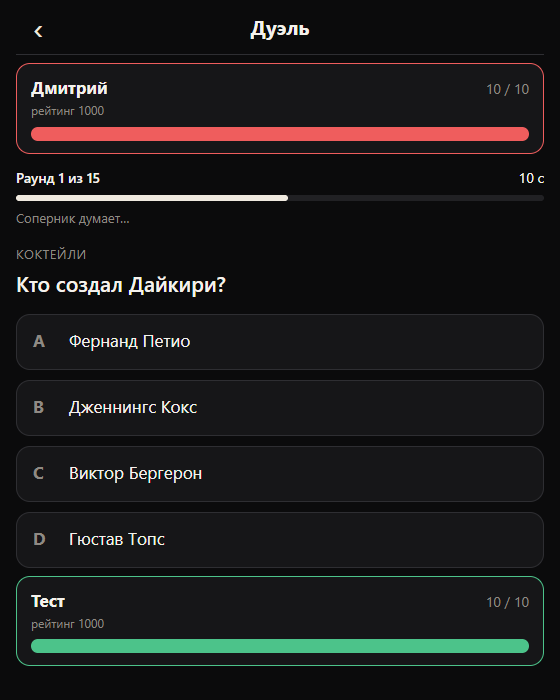 Дуэль
Дмитрий 10 / 10
рейтинг 1000
Раунд 1 из 15 10 с
Соперник думает...
КОКТЕЙЛИ
Кто создал Дайкири?
A Фернанд Петио
B Дженнингс Кокс
C Виктор Бергерон
D Гюстав Топс
Тест 10 / 10
рейтинг 1000